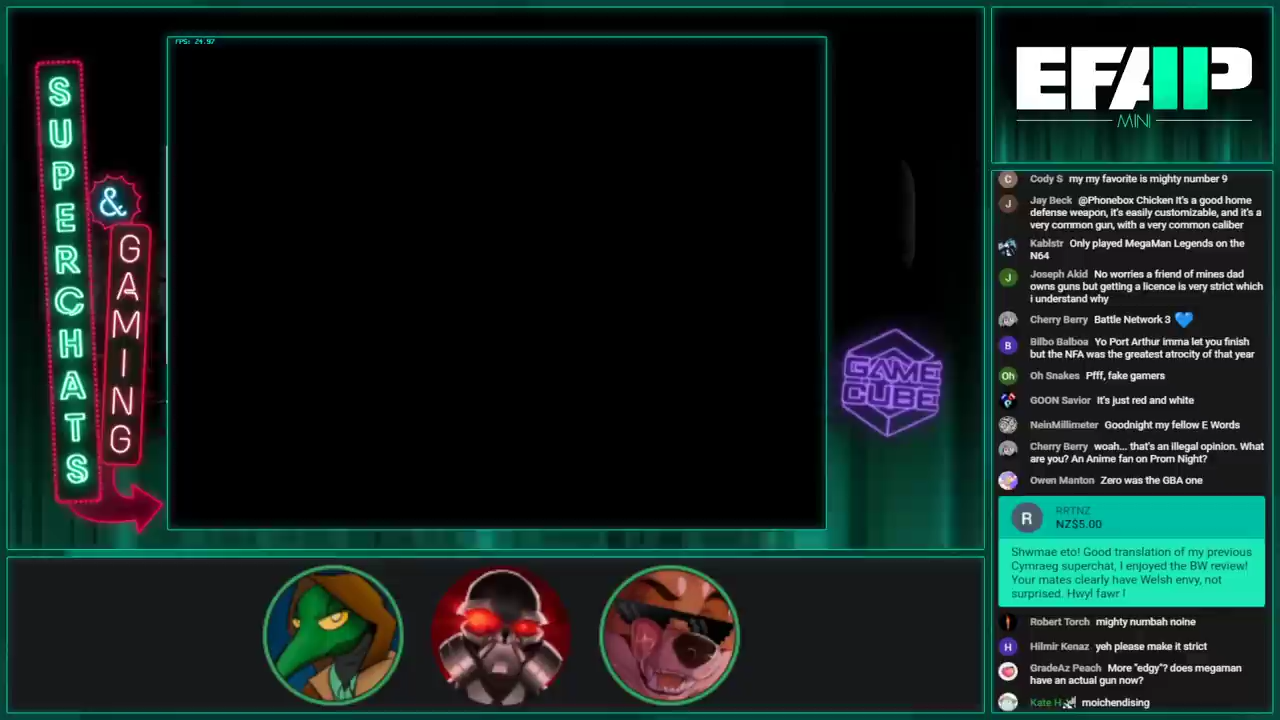 FPS: 24.97
SUPERCHATS
&
GAMING
GAME
CUBE
EFAP
MINI
Cody S my my favorite is mighty number 9
Jay Beck @Phonebox Chicken It's a good home
defense weapon, it's easily customizable, and it's a
very common gun, with a very common caliber
Kablstr Only played MegaMan Legends on the
N64
Joseph Akid No worries a friend of mines dad
owns guns but getting a licence is very strict which
i understand why
Cherry Berry Battle Network 3 💙
Bilbo Balboa Yo Port Arthur imma let you finish
but the NFA was the greatest atrocity of that year
Oh Snakes Pfff, fake gamers
GOON Savior It's just red and white
NeinMillimeter Goodnight my fellow E Words
Cherry Berry woah... that's an illegal opinion. What
are you? An Anime fan on Prom Night?
Owen Manton Zero was the GBA one
RRTNZ
NZ$5.00
Shwmae eto! Good translation of my previous
Cymraeg superchat, I enjoyed the BW review!
Your mates clearly have Welsh envy, not
surprised. Hwyl fawr !
Robert Torch mighty numbah noine
Hilmir Kenaz yeh please make it strict
GradeAz Peach More "edgy"? does megaman
have an actual gun now?
Kate H moichendising